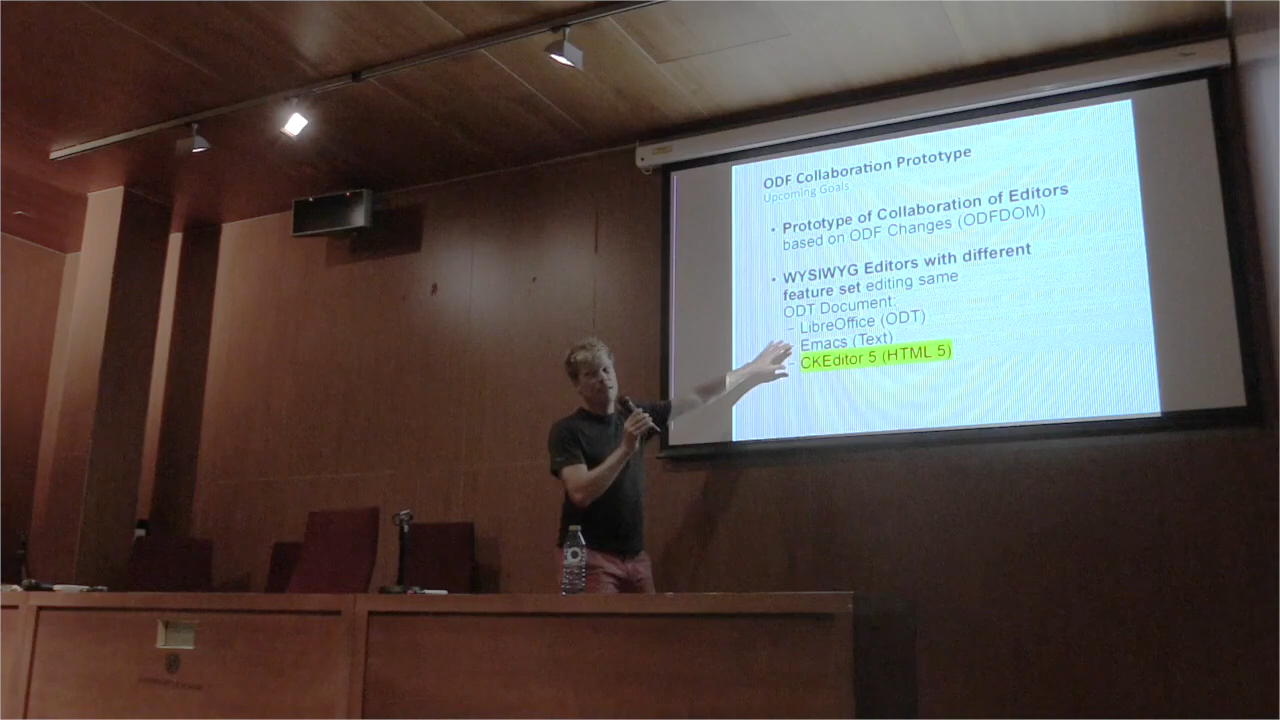 ODF Collaboration Prototype
Upcoming Goals
• Prototype of Collaboration of Editors
based on ODF Changes (ODFDOM)
• WYSIWYG Editors with different
feature set editing same
ODT Document:
– LibreOffice (ODT)
Emacs (Text)
– CKEditor 5 (HTML 5)